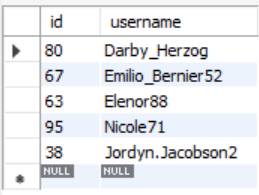 id username
80 Darby_Herzog
67 Emilio_Bernier52
63 Elenor88
95 Nicole71
38 Jordyn.Jacobson2
NULL NULL